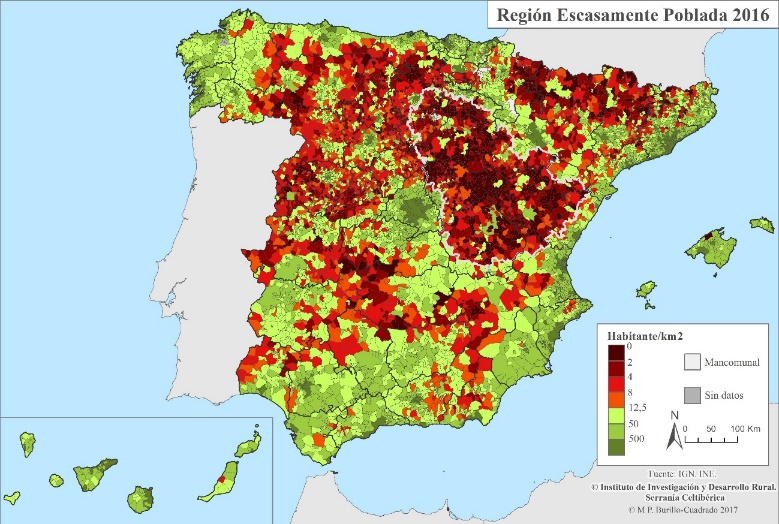 Región Escasamente Poblada 2016
Habitante/km2
0
2
4
8
12,5
50
500
Mancomunal
Sin datos
N
0 50 100 Km
Fuente: IGN. INE.
© Instituto de Investigación y Desarrollo Rural.
Serranía Celtibérica
© M P. Burillo-Cuadrado 2017